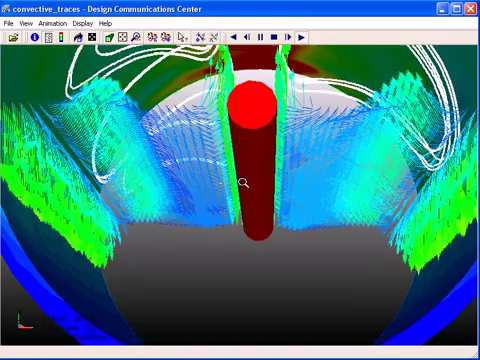 convective_traces - Design Communications Center
File View Animation Display Help